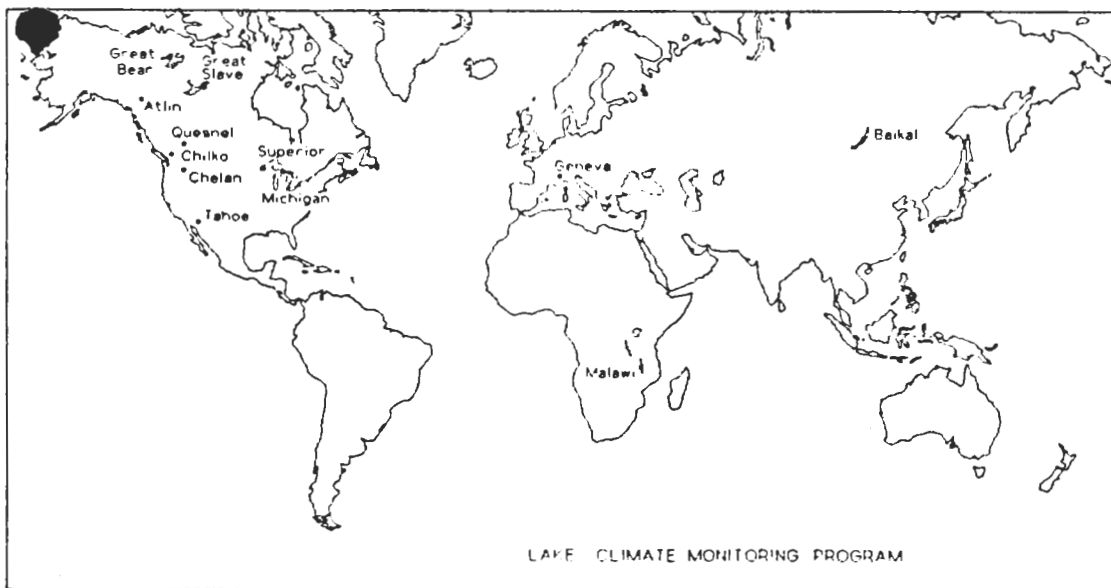 Great
Bear
Great
Slave
Atlin
Quesnel
Chilko
Chelan
Superior
Michigan
Tahoe
Geneva
Baikal
Malawi
LAKE CLIMATE MONITORING PROGRAM